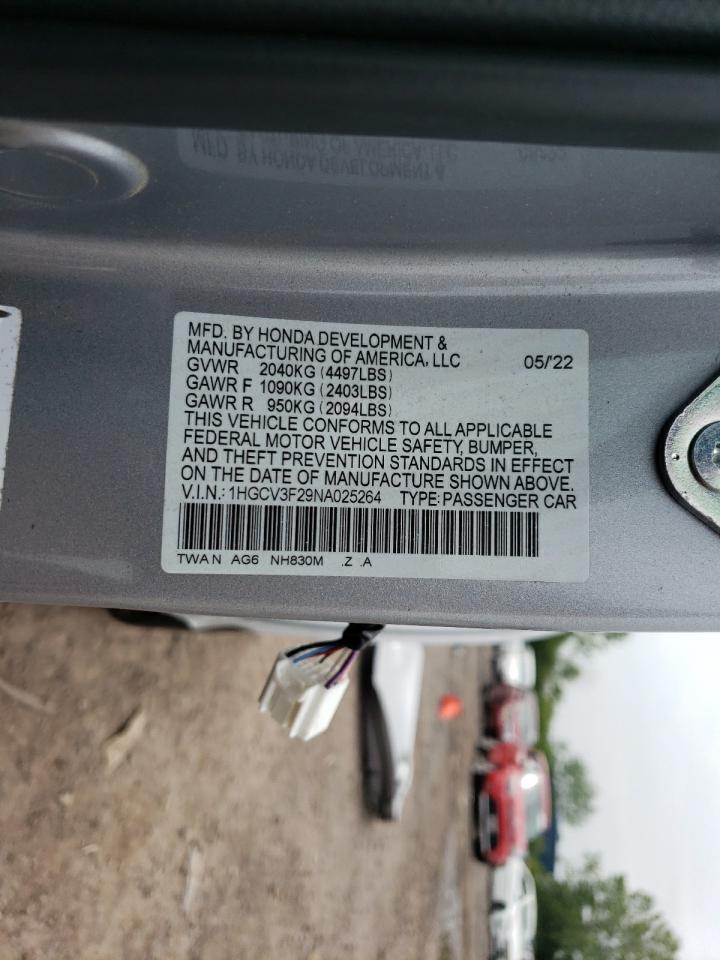 MFD. BY HONDA DEVELOPMENT &
MANUFACTURING OF AMERICA, LLC 05/'22
GVWR 2040KG (4497LBS)
GAWR F 1090KG (2403LBS)
GAWR R 950KG (2094LBS)
THIS VEHICLE CONFORMS TO ALL APPLICABLE
FEDERAL MOTOR VEHICLE SAFETY, BUMPER,
AND THEFT PREVENTION STANDARDS IN EFFECT
ON THE DATE OF MANUFACTURE SHOWN ABOVE.
V.I.N.: 1HGCV3F29NA025264 TYPE: PASSENGER CAR
TWA N AG6 NH830M .Z .A